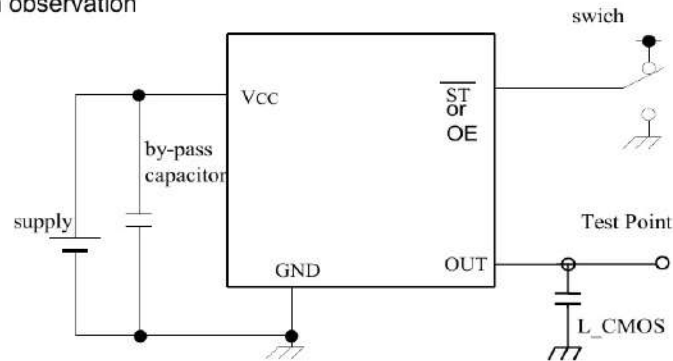 observation
swich
VCC
ST
or
OE
by-pass
capacitor
supply
Test Point
GND
OUT
L_CMOS